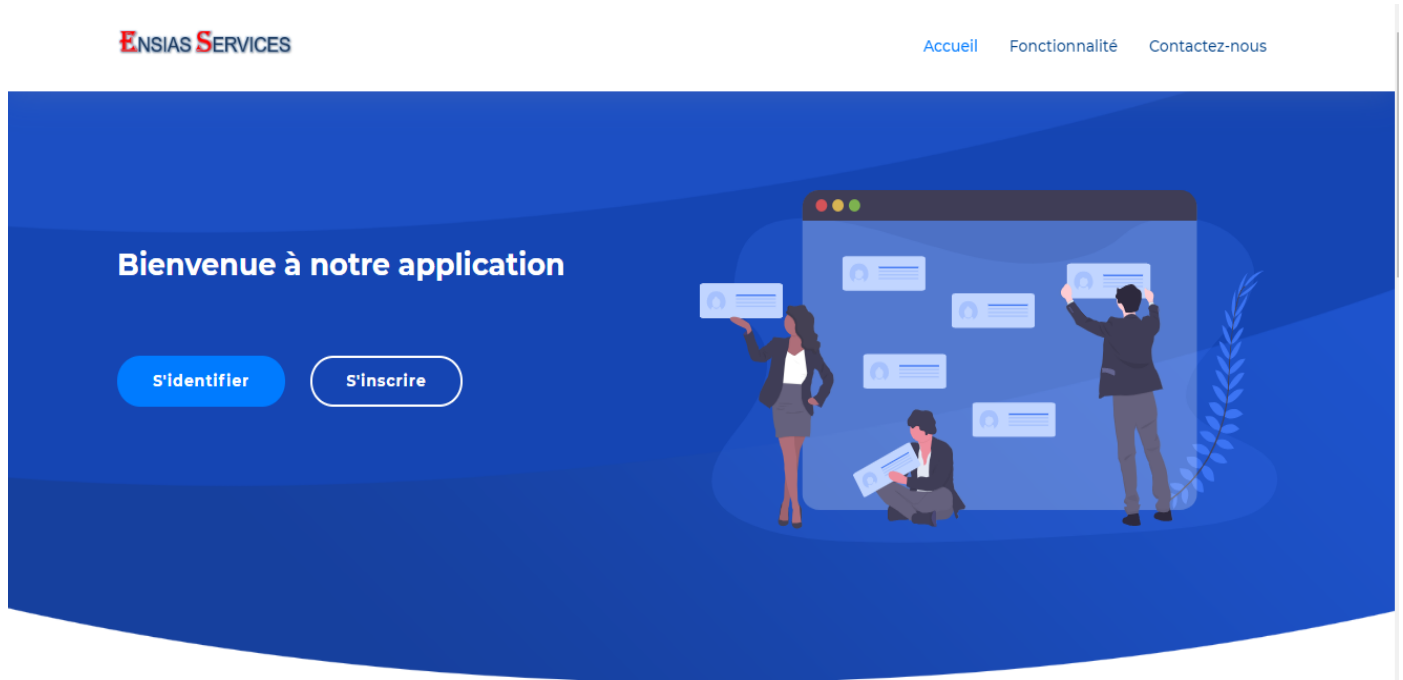 ENSIAS SERVICES
Accueil Fonctionnalité Contactez-nous
Bienvenue à notre application
S'identifier S'inscrire